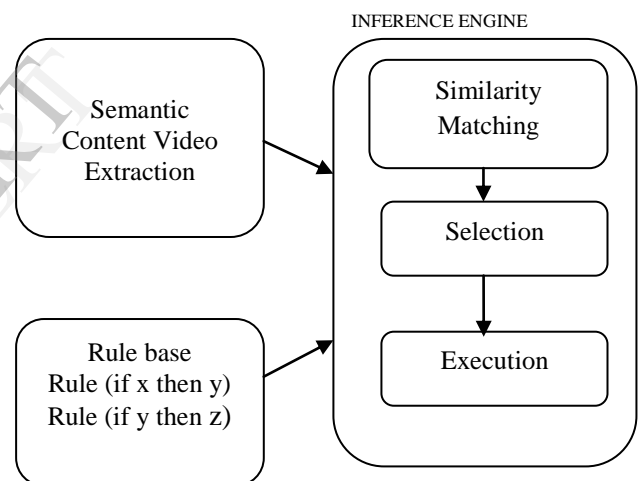 INFERENCE ENGINE
Semantic
Content Video
Extraction
Similarity
Matching
Selection
Execution
Rule base
Rule (if x then y)
Rule (if y then z)